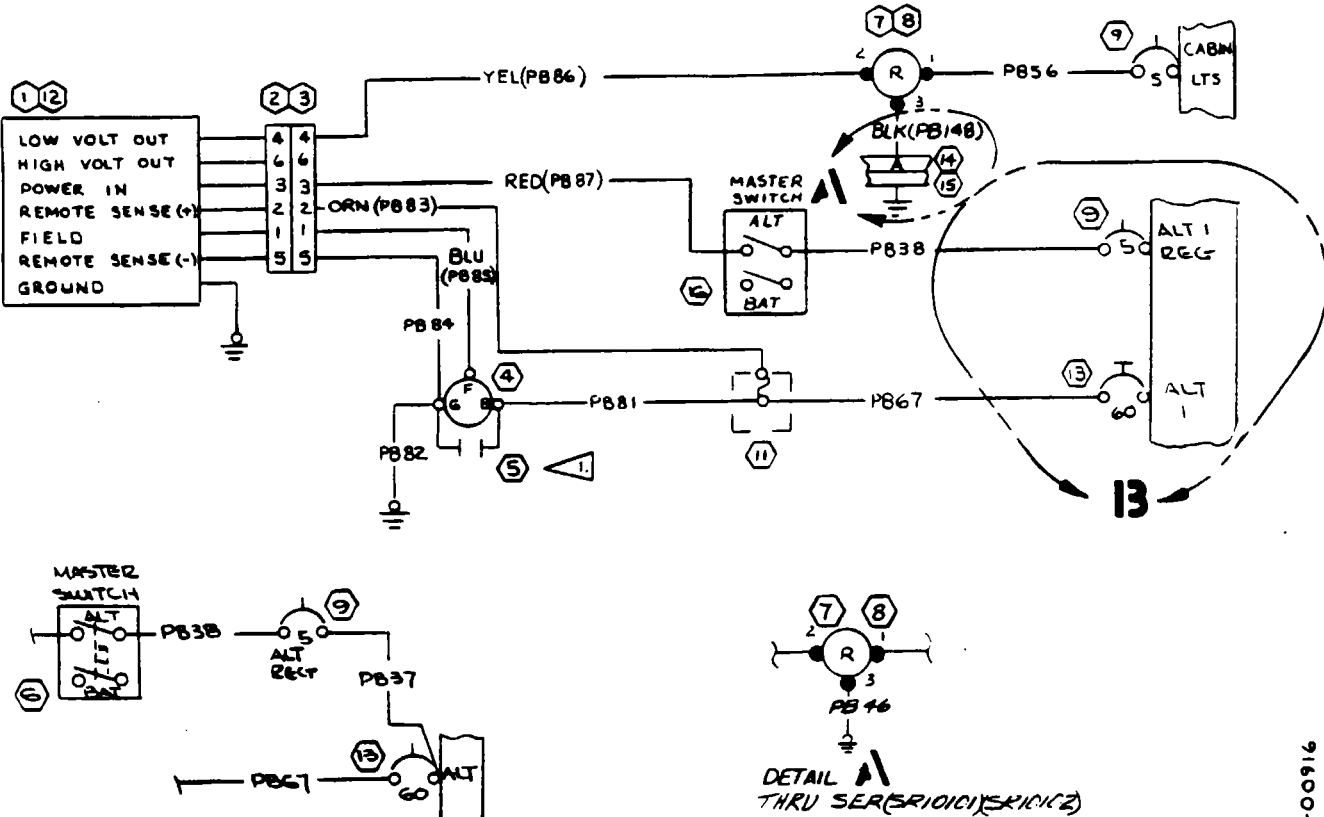 7 8
9
CABIN
LTS
2 R 1
YEL(PB86)
PB56
5
3
1 12
2 3
BLK(PB148)
LOW VOLT OUT 4 4
HIGH VOLT OUT 6 6
POWER IN 3 3
REMOTE SENSE(+) 2 2
FIELD 1 1
REMOTE SENSE(-) 5 5
GROUND
RED(PB87)
ORN(PB83)
BLU
(PB85)
PB84
MASTER
SWITCH
A
A
14
15
ALT
BAT
16
PB38
9
5
ALT 1
REG
4
F
G B
PB81
PB67
13
60
ALT
1
PB82
5
1.
11
B
MASTER
SWITCH
ALT
BAT
6
PB38
9
5
ALT
PB37
13
PB67
60
ALT
7 8
2 R 1
3
PB46
DETAIL A
THRU SER
00916